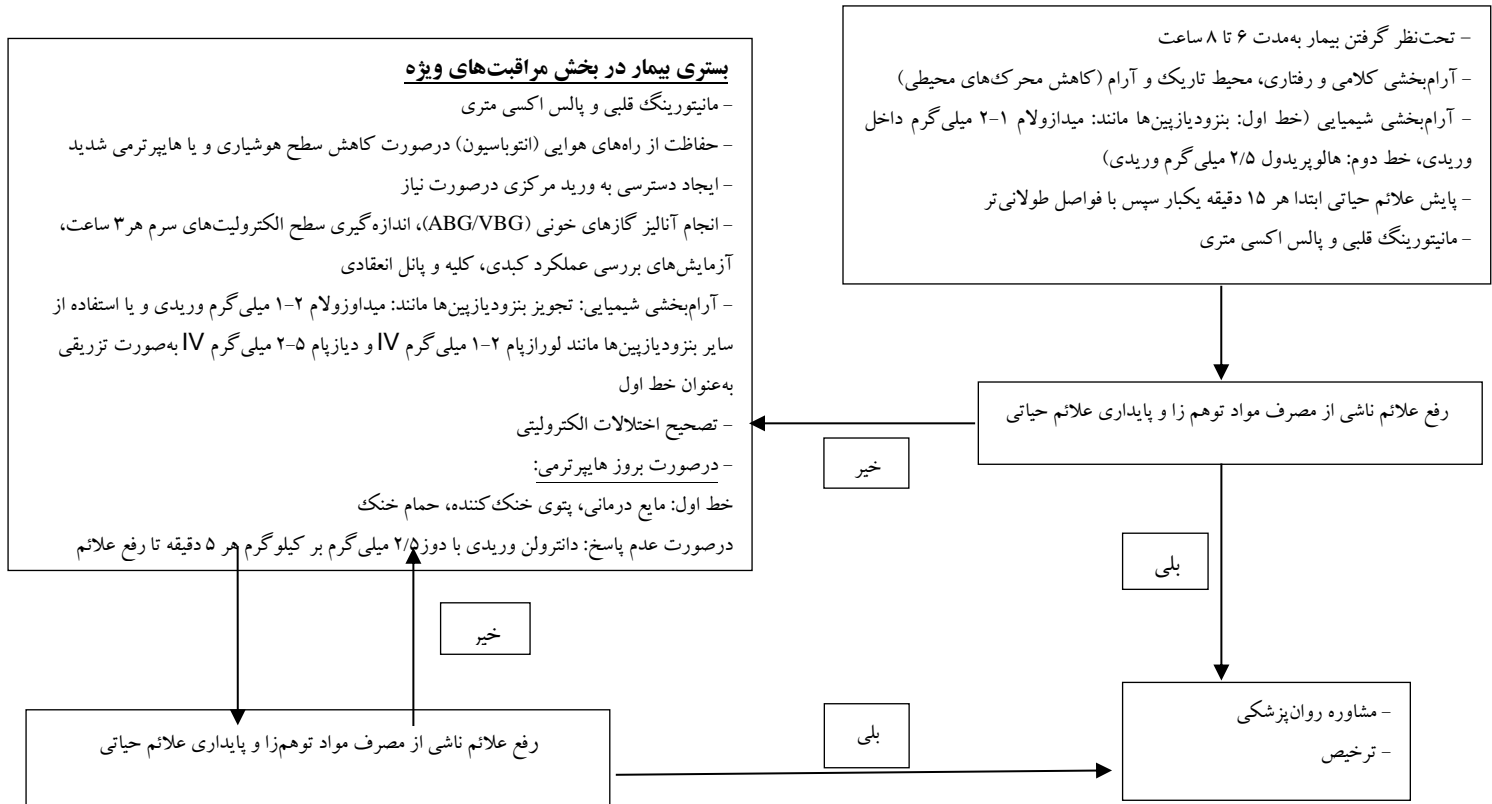 - تحت‌نظر گرفتن بیمار به‌مدت ۶ تا ۸ ساعت
- آرام‌بخشی کلامی و رفتاری، محیط تاریک و آرام (کاهش محرک‌های محیطی)
- آرام‌بخشی شیمیایی (خط اول: بنزودیازپین‌ها مانند: میدازولام ۱-۲ میلی‌گرم داخل
وریدی، خط دوم: هالوپریدول ۲/۵ میلی‌گرم وریدی)
- پایش علائم حیاتی ابتدا هر ۱۵ دقیقه یکبار سپس با فواصل طولانی‌تر
- مانیتورینگ قلبی و پالس اکسی متری
رفع علائم ناشی از مصرف مواد توهم زا و پایداری علائم حیاتی
خیر
بلی
بستری بیمار در بخش مراقبت‌های ویژه
- مانیتورینگ قلبی و پالس اکسی متری
- حفاظت از راه‌های هوایی (انتوباسیون) درصورت کاهش سطح هوشیاری و یا هایپرترمی شدید
- ایجاد دسترسی به ورید مرکزی درصورت نیاز
- انجام آنالیز گازهای خونی (ABG/VBG)، اندازه‌گیری سطح الکترولیت‌های سرم هر ۳ ساعت،
آزمایش‌های بررسی عملکرد کبدی، کلیه و پانل انعقادی
- آرام‌بخشی شیمیایی: تجویز بنزودیازپین‌ها مانند: میداوزولام ۲-۱ میلی‌گرم وریدی و یا استفاده از
سایر بنزودیازپین‌ها مانند لورازپام ۲-۱ میلی‌گرم IV و دیازپام ۵-۲ میلی‌گرم IV به‌صورت تزریقی
به‌عنوان خط اول
- تصحیح اختلالات الکترولیتی
- درصورت بروز هایپرترمی:
خط اول: مایع درمانی، پتوی خنک‌کننده، حمام خنک
درصورت عدم پاسخ: دانترولن وریدی با دوز ۲/۵ میلی‌گرم بر کیلوگرم هر ۵ دقیقه تا رفع علائم
خیر
رفع علائم ناشی از مصرف مواد توهم‌زا و پایداری علائم حیاتی
بلی
- مشاوره روان‌پزشکی
- ترخیص